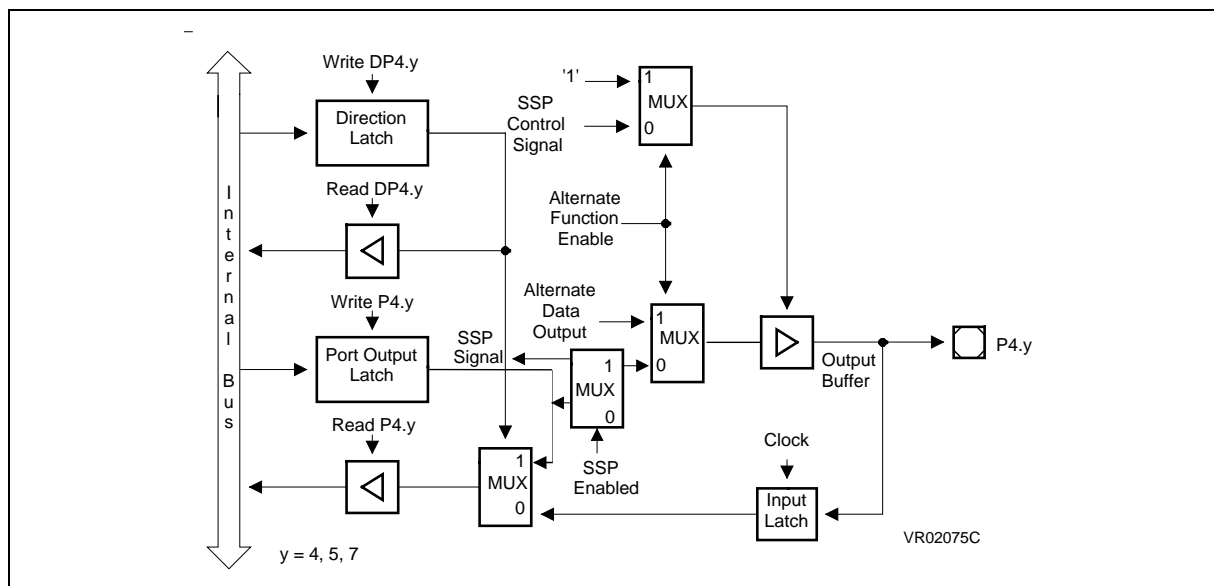 Write DP4.y
Direction
Latch
Read DP4.y
Internal Bus
Write P4.y
Port Output
Latch
Read P4.y
y = 4, 5, 7
'1'
SSP
Control
Signal
1
MUX
0
Alternate
Function
Enable
Alternate
Data
Output
1
MUX
0
SSP
Signal
1
MUX
0
SSP
Enabled
1
MUX
0
Output
Buffer
P4.y
Clock
Input
Latch
VR02075C